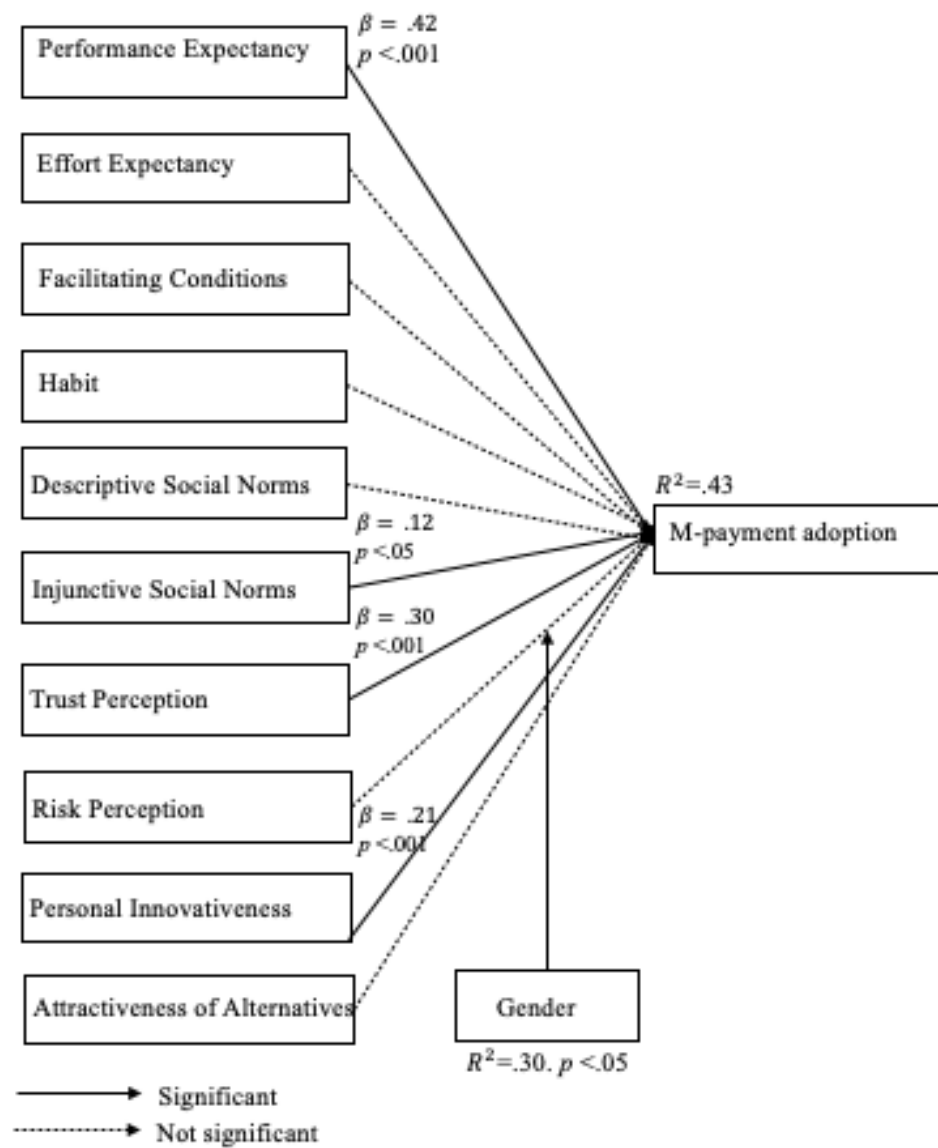 β = .42
p <.001
Performance Expectancy
Effort Expectancy
Facilitating Conditions
Habit
Descriptive Social Norms
R²=.43
M-payment adoption
β = .12
p <.05
Injunctive Social Norms
β = .30
p <.001
Trust Perception
Risk Perception
β = .21
p <.001
Personal Innovativeness
Attractiveness of Alternatives
Gender
R²=.30. p <.05
Significant
Not significant